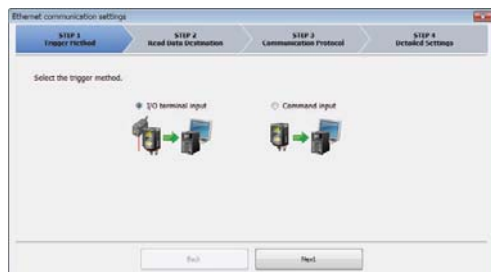 Ethernet communication settings
STEP 1
Trigger Method
STEP 2
Read Data Destination
STEP 3
Communication Protocol
STEP 4
Detailed Settings
Select the trigger method.
I/O terminal input
Command input
Back
Next